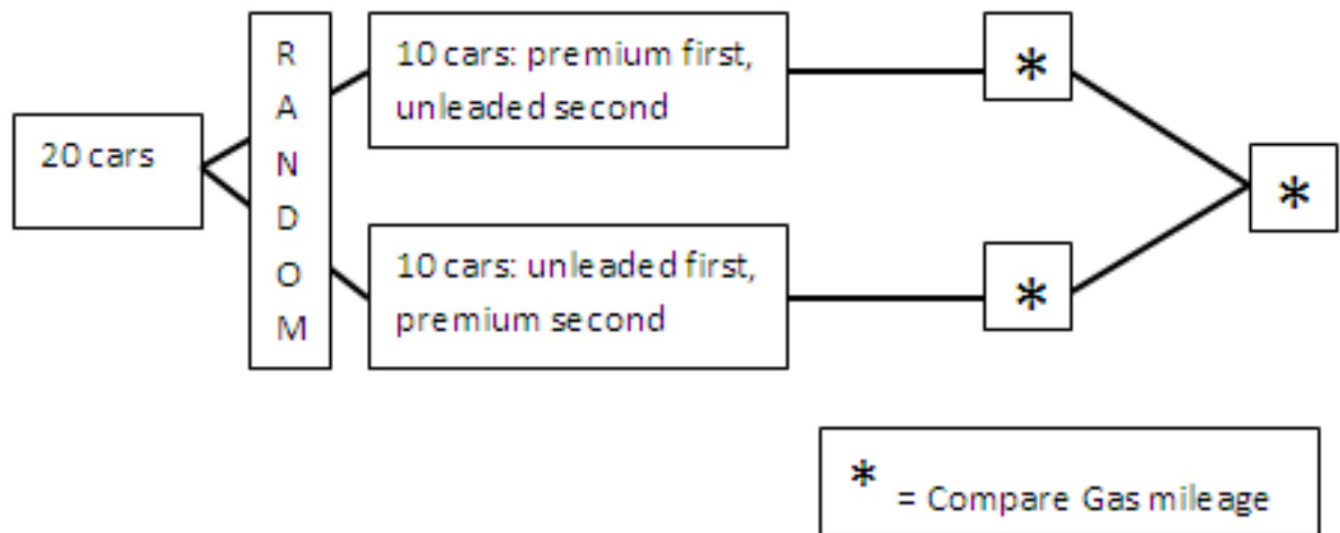 20 cars
R
A
N
D
O
M
10 cars: premium first,
unleaded second
10 cars: unleaded first,
premium second
*
*
*
* = Compare Gas mileage